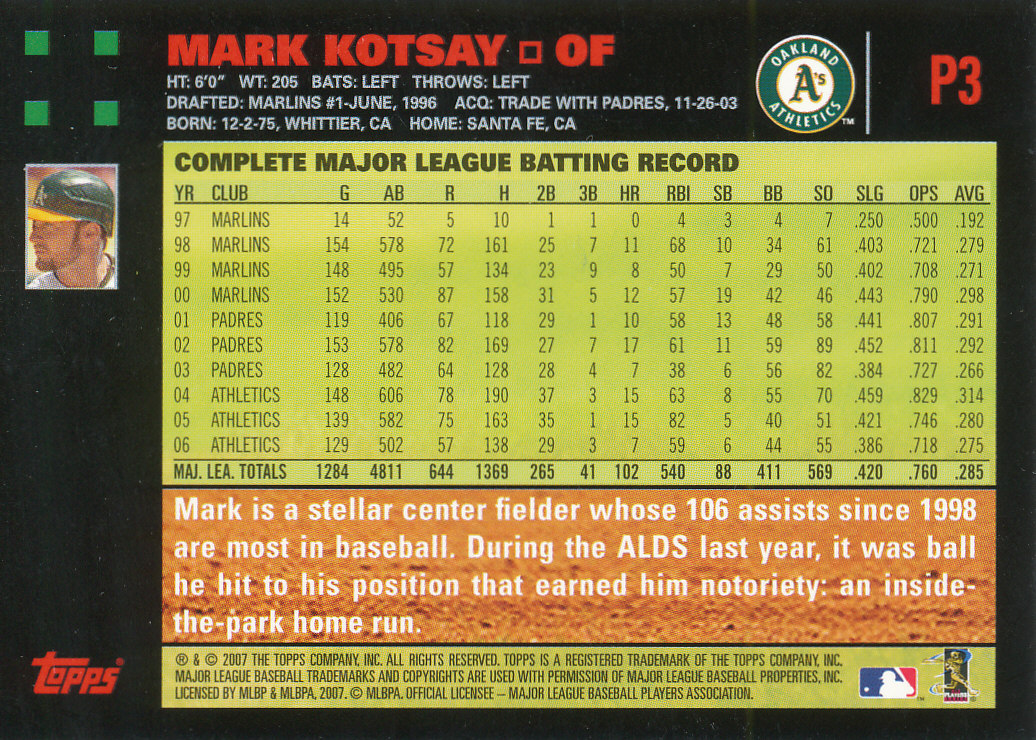 MARK KOTSAY ▫ OF
HT: 6'0" WT: 205 BATS: LEFT THROWS: LEFT
DRAFTED: MARLINS #1-JUNE, 1996 ACQ: TRADE WITH PADRES, 11-26-03
BORN: 12-2-75, WHITTIER, CA HOME: SANTA FE, CA
OAKLAND
A's
ATHLETICS
TM
P3
COMPLETE MAJOR LEAGUE BATTING RECORD
YR CLUB G AB R H 2B 3B HR RBI SB BB SO SLG OPS AVG
97 MARLINS 14 52 5 10 1 1 0 4 3 4 7 .250 .500 .192
98 MARLINS 154 578 72 161 25 7 11 68 10 34 61 .403 .721 .279
99 MARLINS 148 495 57 134 23 9 8 50 7 29 50 .402 .708 .271
00 MARLINS 152 530 87 158 31 5 12 57 19 42 46 .443 .790 .298
01 PADRES 119 406 67 118 29 1 10 58 13 48 58 .441 .807 .291
02 PADRES 153 578 82 169 27 7 17 61 11 59 89 .452 .811 .292
03 PADRES 128 482 64 128 28 4 7 38 6 56 82 .384 .727 .266
04 ATHLETICS 148 606 78 190 37 3 15 63 8 55 70 .459 .829 .314
05 ATHLETICS 139 582 75 163 35 1 15 82 5 40 51 .421 .746 .280
06 ATHLETICS 129 502 57 138 29 3 7 59 6 44 55 .386 .718 .275
MAJ. LEA. TOTALS 1284 4811 644 1369 265 41 102 540 88 411 569 .420 .760 .285
Mark is a stellar center fielder whose 106 assists since 1998
are most in baseball. During the ALDS last year, it was ball
he hit to his position that earned him notoriety: an inside-
the-park home run.
Topps®
® & © 2007 THE TOPPS COMPANY, INC. ALL RIGHTS RESERVED. TOPPS IS A REGISTERED TRADEMARK OF THE TOPPS COMPANY, INC.
MAJOR LEAGUE BASEBALL TRADEMARKS AND COPYRIGHTS ARE USED WITH PERMISSION OF MAJOR LEAGUE BASEBALL PROPERTIES, INC.
LICENSED BY MLBP & MLBPA, 2007. © MLBPA. OFFICIAL LICENSEE – MAJOR LEAGUE BASEBALL PLAYERS ASSOCIATION.